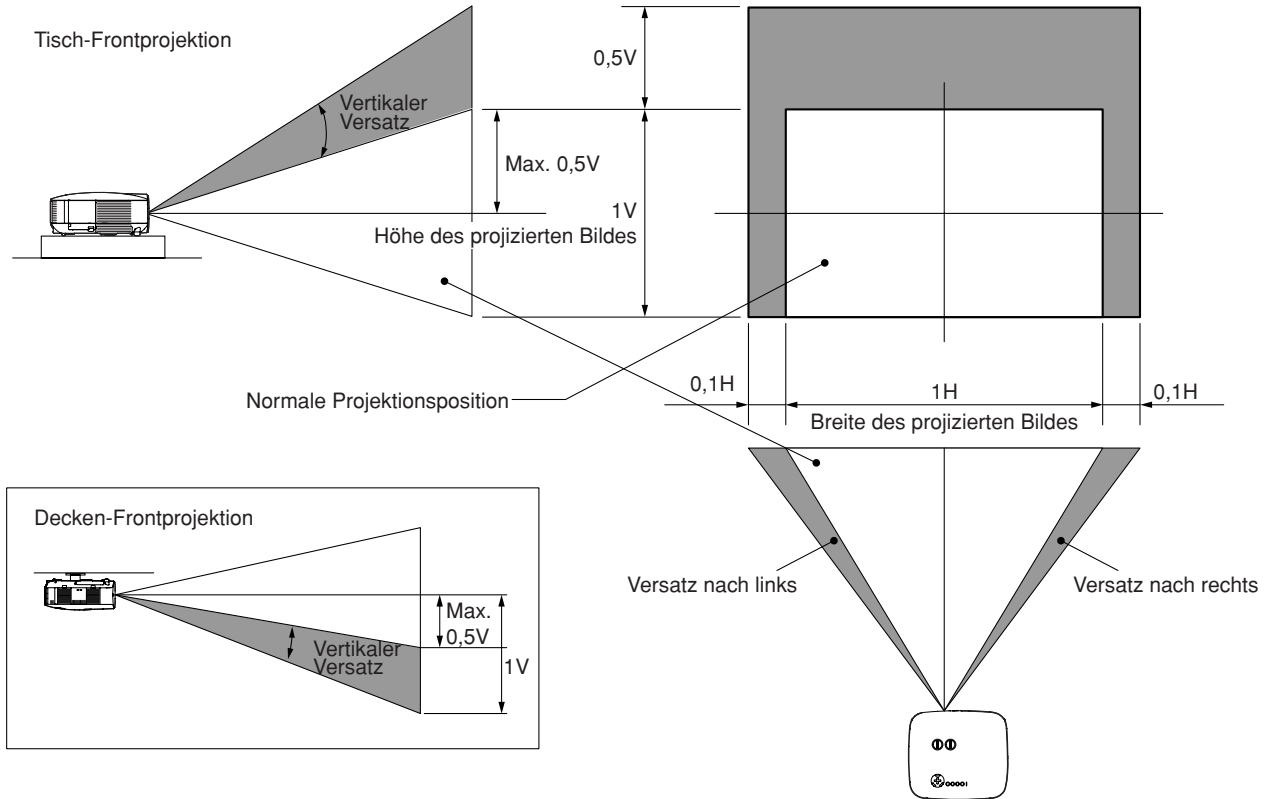 Tisch-Frontprojektion
Vertikaler
Versatz
Max. 0,5V
0,5V
1V
Höhe des projizierten Bildes
Normale Projektionsposition
0,1H
1H
0,1H
Breite des projizierten Bildes
Versatz nach links
Versatz nach rechts
Decken-Frontprojektion
Max.
0,5V
Vertikaler
Versatz
1V